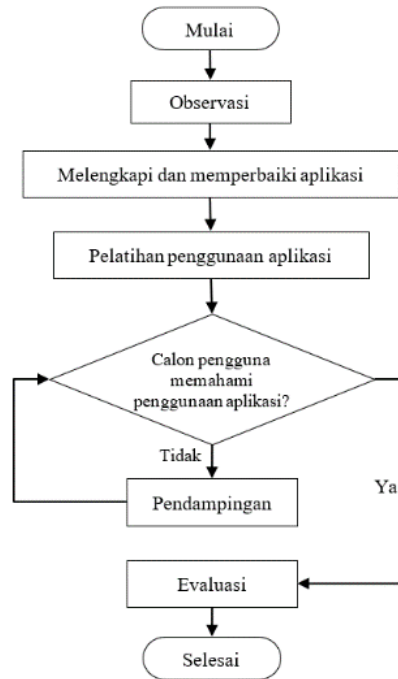 Mulai
Observasi
Melengkapi dan memperbaiki aplikasi
Pelatihan penggunaan aplikasi
Calon pengguna
memahami
penggunaan aplikasi?
Tidak
Pendampingan
Ya
Evaluasi
Selesai